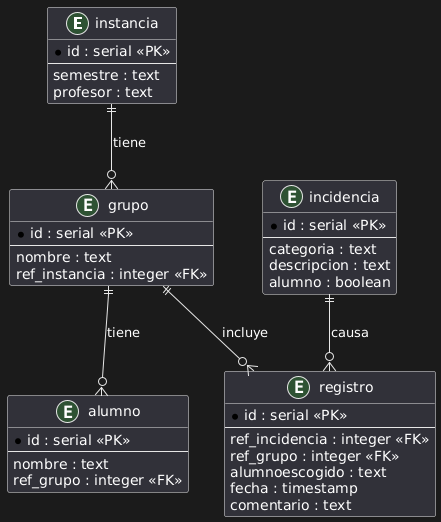 E instancia
id : serial «PK»
semestre : text
profesor : text
tiene
E grupo
id : serial «PK»
nombre : text
ref_instancia : integer «FK»
E incidencia
id : serial «PK»
categoria : text
descripcion : text
alumno : boolean
tiene
incluye
causa
E alumno
id : serial «PK»
nombre : text
ref_grupo : integer «FK»
E registro
id : serial «PK»
ref_incidencia : integer «FK»
ref_grupo : integer «FK»
alumnoescogido : text
fecha : timestamp
comentario : text